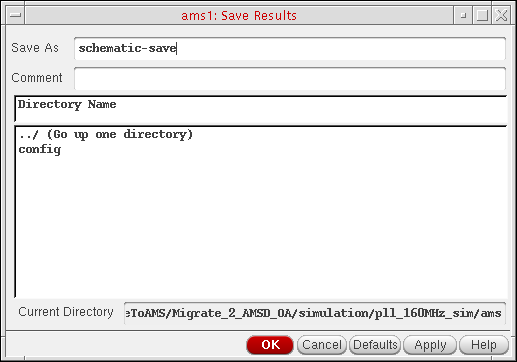 ams1: Save Results
Save As schematic-save
Comment
Directory Name
../ (Go up one directory)
config
Current Directory eToAMS/Migrate_2_AMSD_OA/simulation/pll_160MHz_sim/ams
OK Cancel Defaults Apply Help